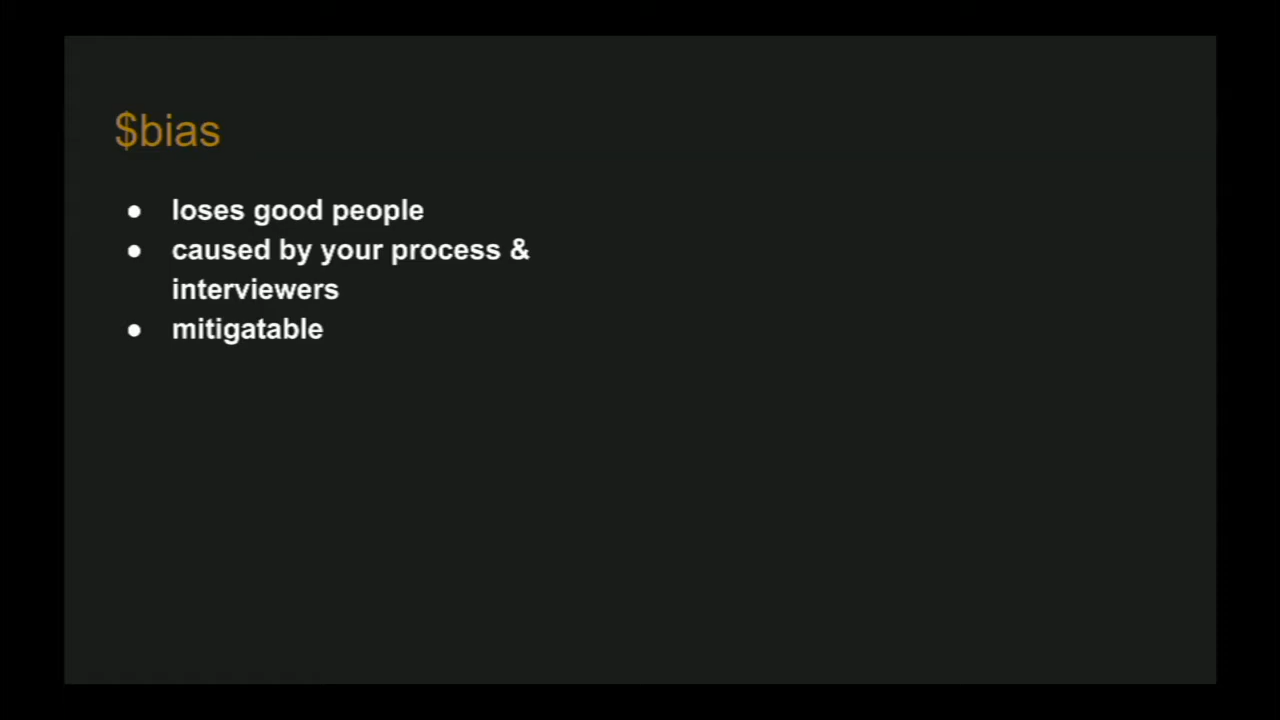 $bias
● loses good people
● caused by your process &
interviewers
● mitigatable